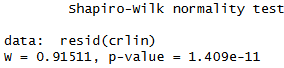 Shapiro-Wilk normality test
data:  resid(crlin)
W = 0.91511, p-value = 1.409e-11